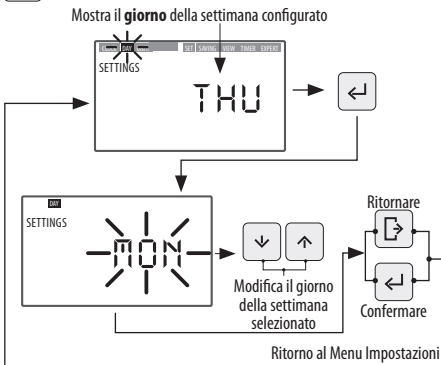 Mostra il giorno della settimana configurato
DAY SET SAVING VIEW TIMER EXPERT
SETTINGS
THU
DAY
SETTINGS
MON
Ritornare
Modifica il giorno
della settimana
selezionato
Confermare
Ritorno al Menu Impostazioni